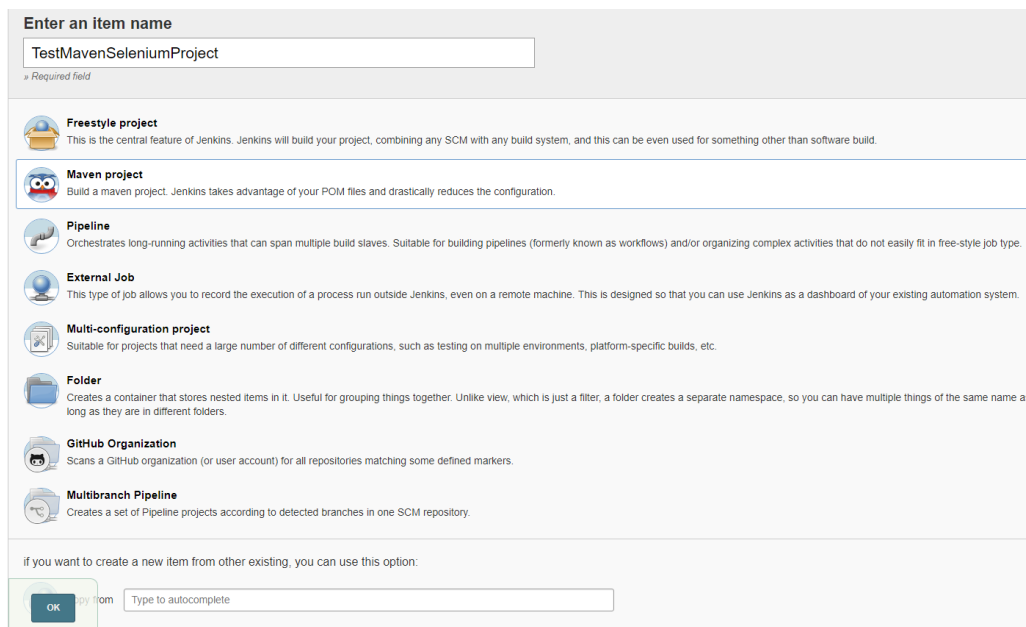 Enter an item name
TestMavenSeleniumProject
» Required field
Freestyle project
This is the central feature of Jenkins. Jenkins will build your project, combining any SCM with any build system, and this can be even used for something other than software build.
Maven project
Build a maven project. Jenkins takes advantage of your POM files and drastically reduces the configuration.
Pipeline
Orchestrates long-running activities that can span multiple build slaves. Suitable for building pipelines (formerly known as workflows) and/or organizing complex activities that do not easily fit in free-style job type.
External Job
This type of job allows you to record the execution of a process run outside Jenkins, even on a remote machine. This is designed so that you can use Jenkins as a dashboard of your existing automation system.
Multi-configuration project
Suitable for projects that need a large number of different configurations, such as testing on multiple environments, platform-specific builds, etc.
Folder
Creates a container that stores nested items in it. Useful for grouping things together. Unlike view, which is just a filter, a folder creates a separate namespace, so you can have multiple things of the same name a
long as they are in different folders.
GitHub Organization
Scans a GitHub organization (or user account) for all repositories matching some defined markers.
Multibranch Pipeline
Creates a set of Pipeline projects according to detected branches in one SCM repository.
if you want to create a new item from other existing, you can use this option:
opy from
Type to autocomplete
OK